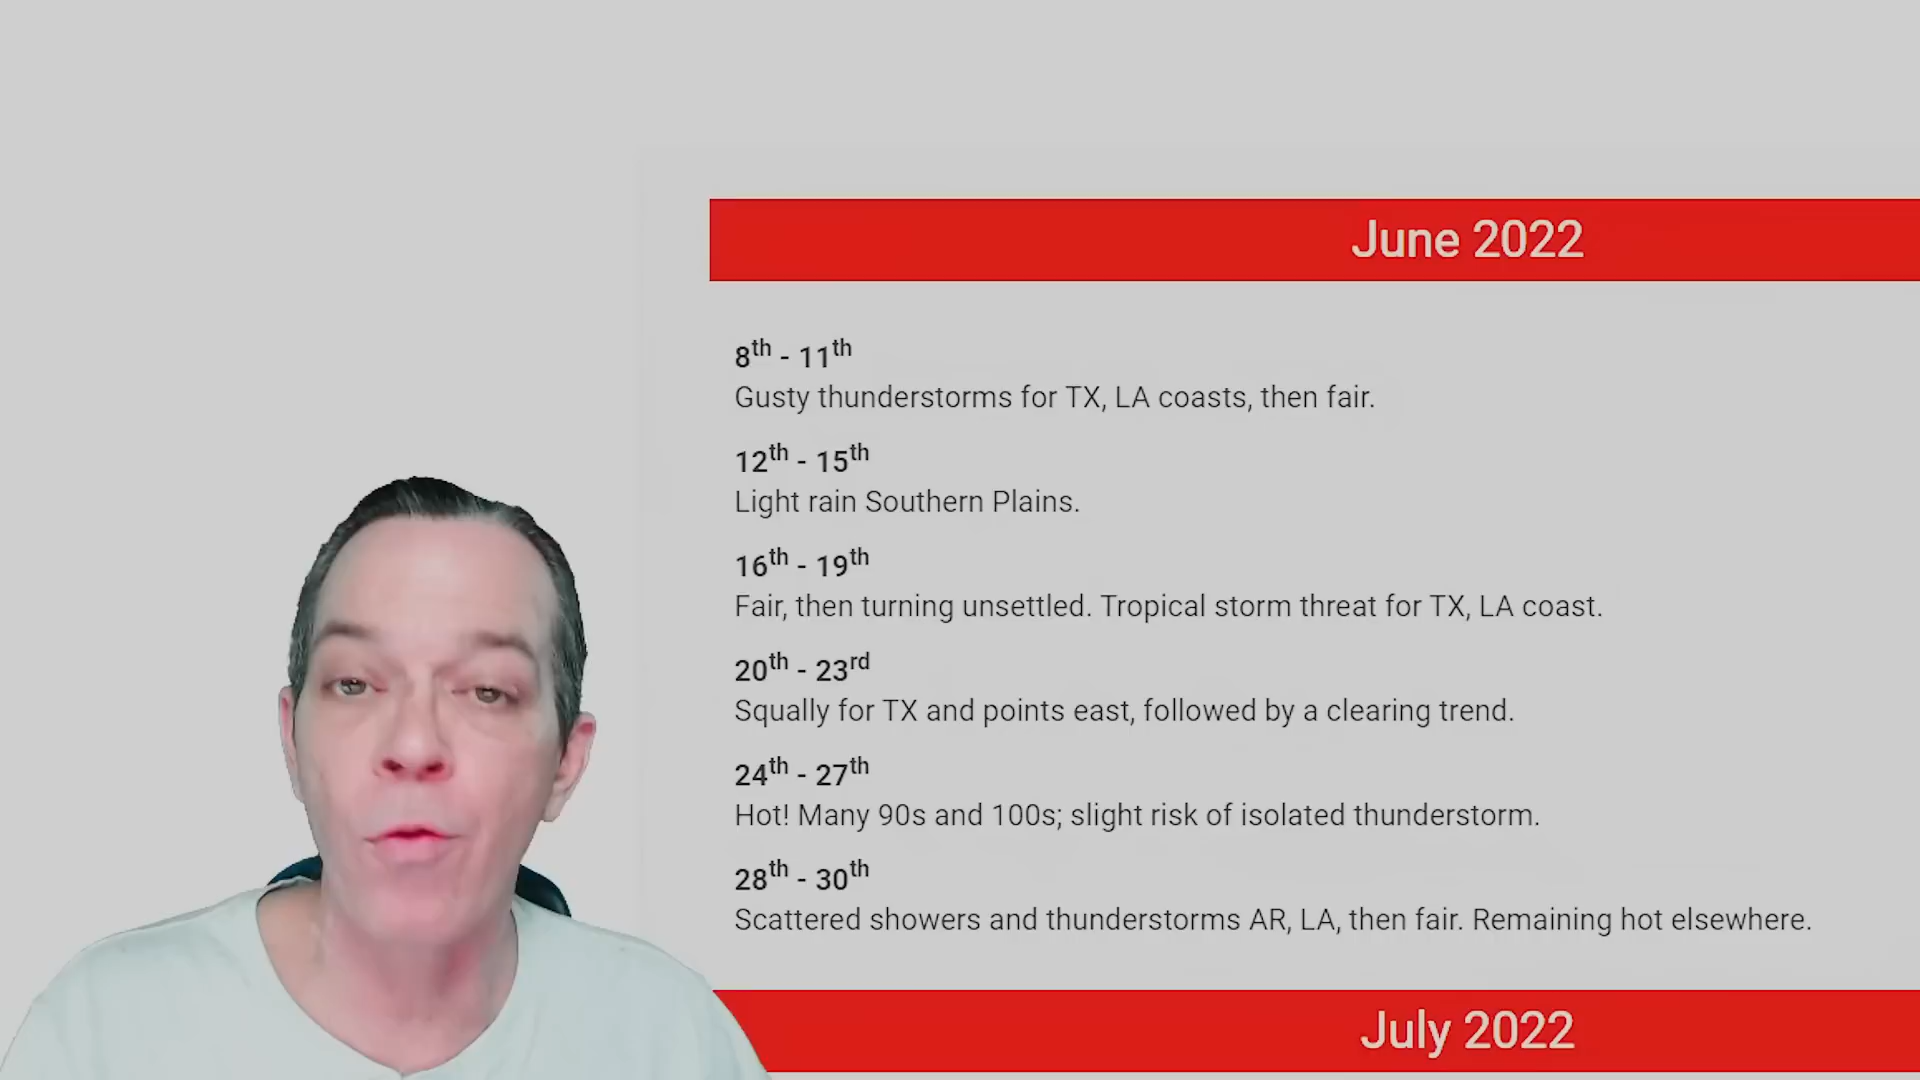 June 2022
8th - 11th
Gusty thunderstorms for TX, LA coasts, then fair.
12th - 15th
Light rain Southern Plains.
16th - 19th
Fair, then turning unsettled. Tropical storm threat for TX, LA coast.
20th - 23rd
Squally for TX and points east, followed by a clearing trend.
24th - 27th
Hot! Many 90s and 100s; slight risk of isolated thunderstorm.
28th - 30th
Scattered showers and thunderstorms AR, LA, then fair. Remaining hot elsewhere.
July 2022